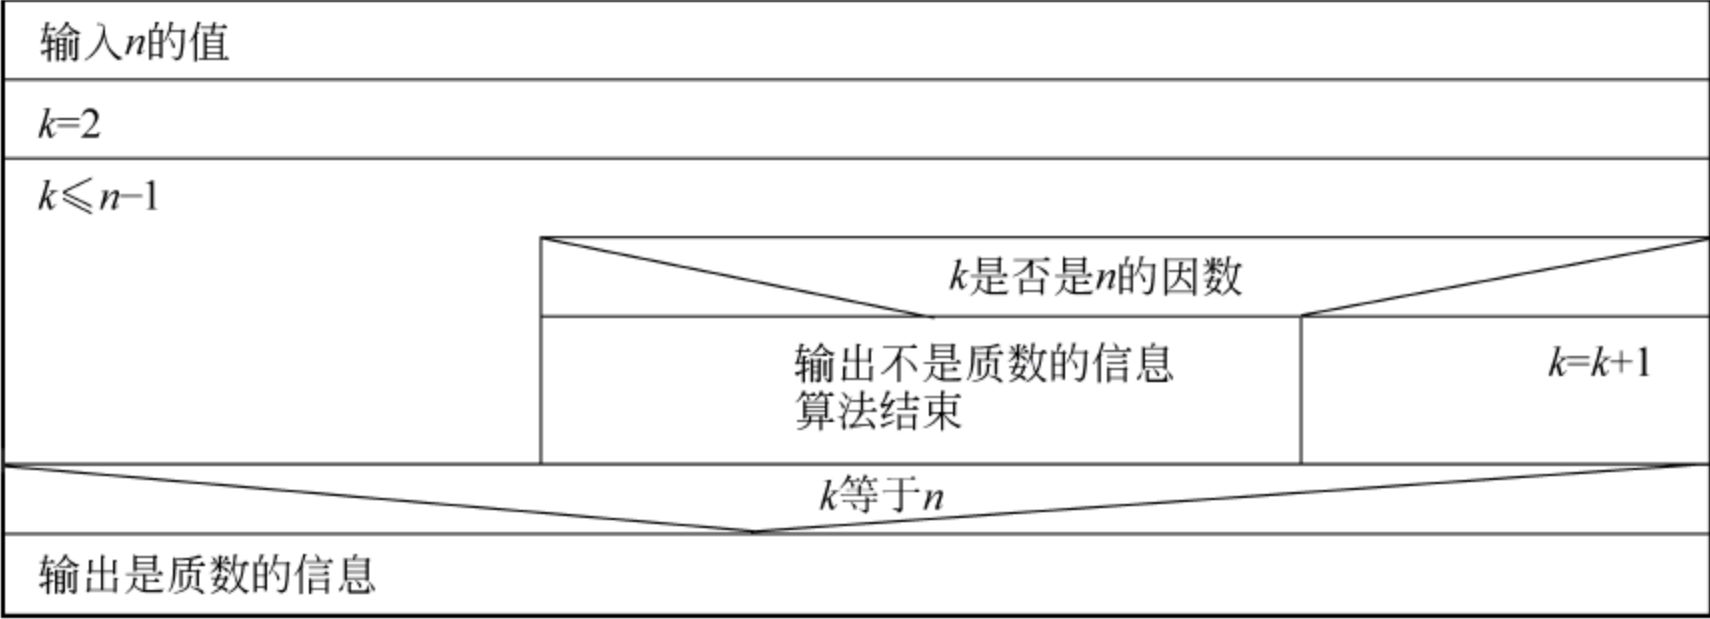 输入n的值
k=2
k≤n−1
k是否是n的因数
输出不是质数的信息
算法结束
k=k+1
k等于n
输出是质数的信息